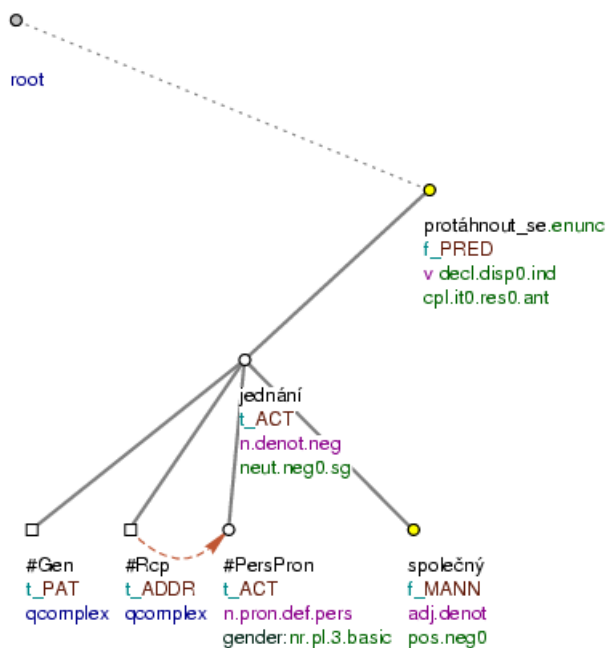 root
protáhnout_se.enunc
f_PRED
v decl.disp0.ind
cpl.it0.res0.ant
jednání
t_ACT
n.denot.neg
neut.neg0.sg
#Gen
t_PAT
qcomplex
#Rcp
t_ADDR
qcomplex
#PersPron
t_ACT
n.pron.def.pers
gender:nr.pl.3.basic
společný
f_MANN
adj.denot
pos.neg0